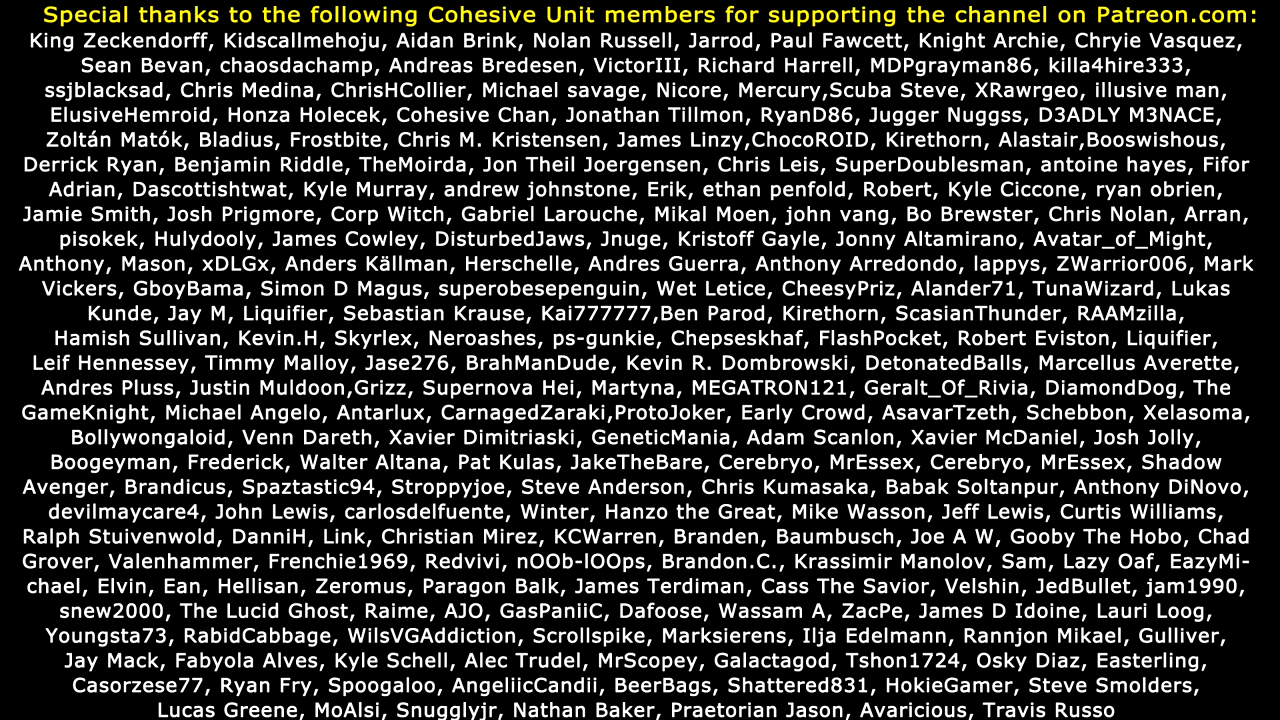 Special thanks to the following Cohesive Unit members for supporting the channel on Patreon.com:
King Zeckendorff, Kidscallmehoju, Aidan Brink, Nolan Russell, Jarrod, Paul Fawcett, Knight Archie, Chryie Vasquez,
Sean Bevan, chaosdachamp, Andreas Bredesen, VictorIII, Richard Harrell, MDPgrayman86, killa4hire333,
ssjblacksad, Chris Medina, ChrisHCollier, Michael savage, Nicore, Mercury,Scuba Steve, XRawrgeo, illusive man,
ElusiveHemroid, Honza Holecek, Cohesive Chan, Jonathan Tillmon, RyanD86, Jugger Nuggss, D3ADLY M3NACE,
Zoltán Matók, Bladius, Frostbite, Chris M. Kristensen, James Linzy,ChocoROID, Kirethorn, Alastair,Booswishous,
Derrick Ryan, Benjamin Riddle, TheMoirda, Jon Theil Joergensen, Chris Leis, SuperDoublesman, antoine hayes, Fifor
Adrian, Dascottishtwat, Kyle Murray, andrew johnstone, Erik, ethan penfold, Robert, Kyle Ciccone, ryan obrien,
Jamie Smith, Josh Prigmore, Corp Witch, Gabriel Larouche, Mikal Moen, john vang, Bo Brewster, Chris Nolan, Arran,
pisokek, Hulydooly, James Cowley, DisturbedJaws, Jnuge, Kristoff Gayle, Jonny Altamirano, Avatar_of_Might,
Anthony, Mason, xDLGx, Anders Källman, Herschelle, Andres Guerra, Anthony Arredondo, lappys, ZWarrior006, Mark
Vickers, GboyBama, Simon D Magus, superobesepenguin, Wet Letice, CheesyPriz, Alander71, TunaWizard, Lukas
Kunde, Jay M, Liquifier, Sebastian Krause, Kai777777,Ben Parod, Kirethorn, ScasianThunder, RAAMzilla,
Hamish Sullivan, Kevin.H, Skyrlex, Neroashes, ps-gunkie, Chepseskhaf, FlashPocket, Robert Eviston, Liquifier,
Leif Hennessey, Timmy Malloy, Jase276, BrahManDude, Kevin R. Dombrowski, DetonatedBalls, Marcellus Averette,
Andres Pluss, Justin Muldoon,Grizz, Supernova Hei, Martyna, MEGATRON121, Geralt_Of_Rivia, DiamondDog, The
GameKnight, Michael Angelo, Antarlux, CarnagedZaraki,ProtoJoker, Early Crowd, AsavarTzeth, Schebbon, Xelasoma,
Bollywongaloid, Venn Dareth, Xavier Dimitriaski, GeneticMania, Adam Scanlon, Xavier McDaniel, Josh Jolly,
Boogeyman, Frederick, Walter Altana, Pat Kulas, JakeTheBare, Cerebryo, MrEssex, Cerebryo, MrEssex, Shadow
Avenger, Brandicus, Spaztastic94, Stroppyjoe, Steve Anderson, Chris Kumasaka, Babak Soltanpur, Anthony DiNovo,
devilmaycare4, John Lewis, carlosdelfuente, Winter, Hanzo the Great, Mike Wasson, Jeff Lewis, Curtis Williams,
Ralph Stuivenwold, DanniH, Link, Christian Mirez, KCWarren, Branden, Baumbusch, Joe A W, Gooby The Hobo, Chad
Grover, Valenhammer, Frenchie1969, Redvivi, nOOb-lOOps, Brandon.C., Krassimir Manolov, Sam, Lazy Oaf, EazyMi-
chael, Elvin, Ean, Hellisan, Zeromus, Paragon Balk, James Terdiman, Cass The Savior, Velshin, JedBullet, jam1990,
snew2000, The Lucid Ghost, Raime, AJO, GasPaniiC, Dafoose, Wassam A, ZacPe, James D Idoine, Lauri Loog,
Youngsta73, RabidCabbage, WilsVGAddiction, Scrollspike, Marksierens, Ilja Edelmann, Rannjon Mikael, Gulliver,
Jay Mack, Fabyola Alves, Kyle Schell, Alec Trudel, MrScopey, Galactagod, Tshon1724, Osky Diaz, Easterling,
Casorzese77, Ryan Fry, Spoogaloo, AngeliicCandii, BeerBags, Shattered831, HokieGamer, Steve Smolders,
Lucas Greene, MoAlsi, Snugglyjr, Nathan Baker, Praetorian Jason, Avaricious, Travis Russo